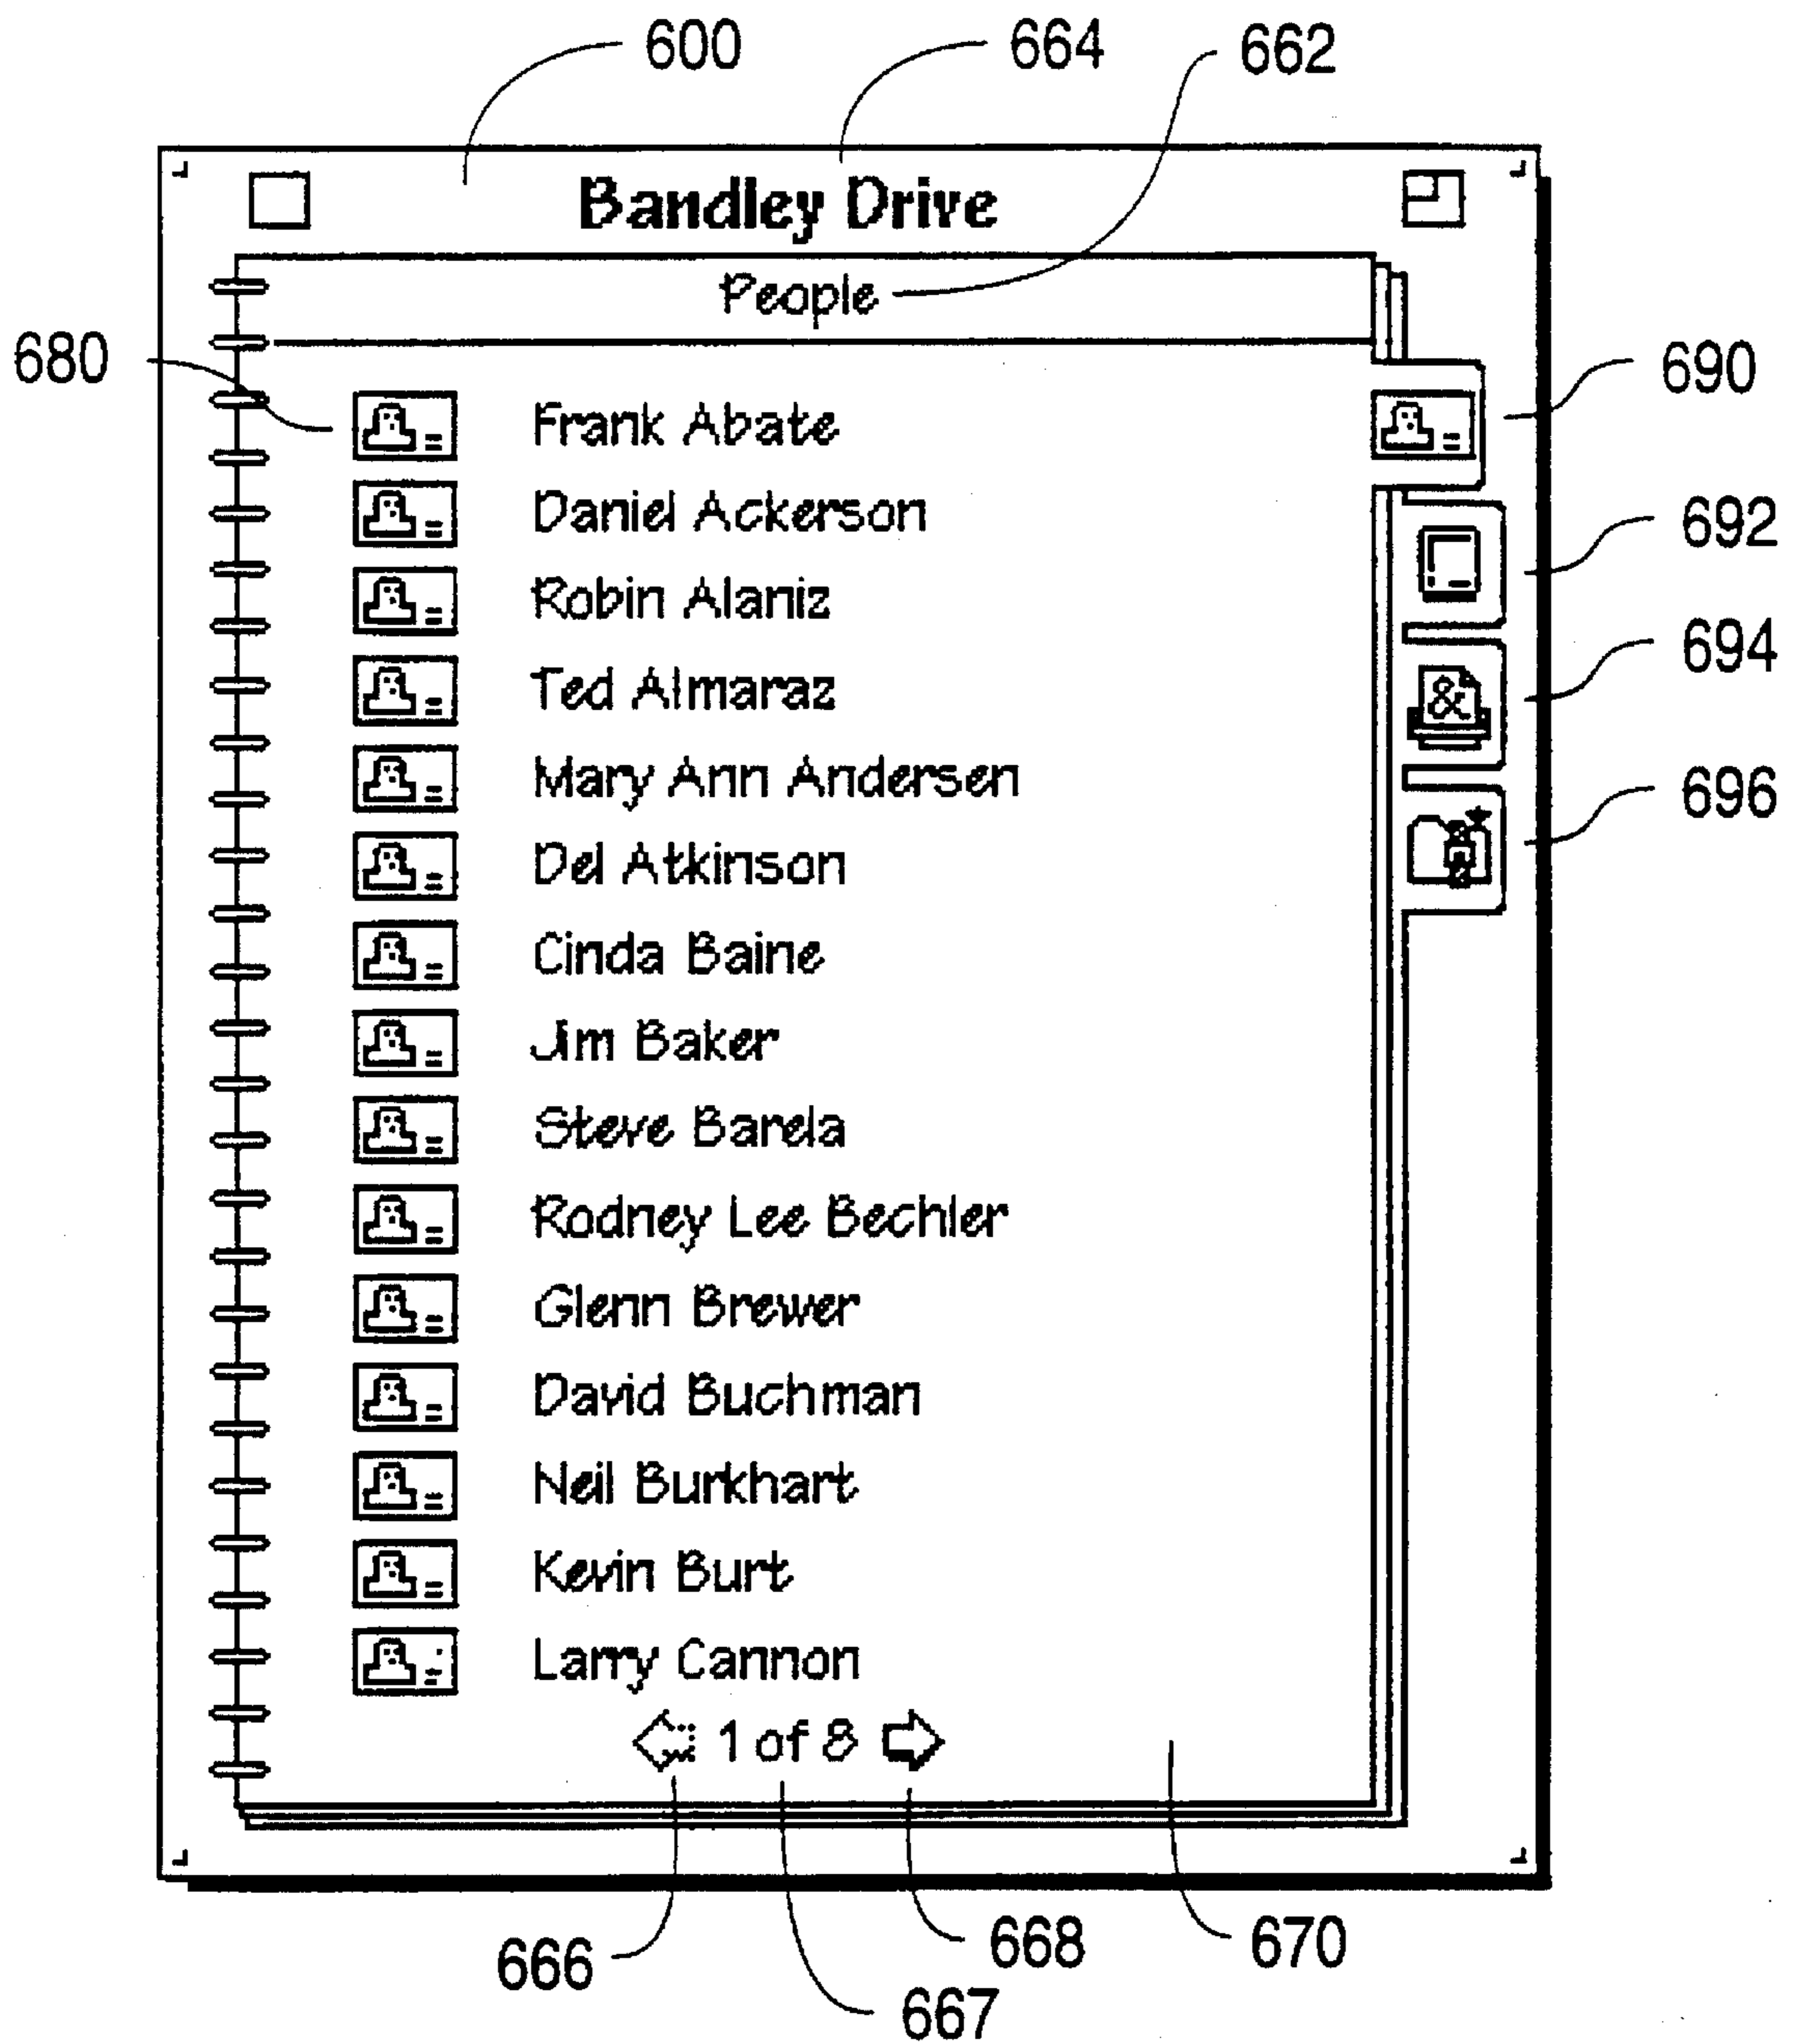 600 664 662
Bandley Drive
People
680
690
Frank Abate
Daniel Ackerson
692
Robin Alaniz
694
Ted Almaraz
&
Mary Ann Andersen
696
Del Atkinson
Cinda Baine
Jim Baker
Steve Barela
Rodney Lee Bechler
Glenn Brewer
David Buchman
Neil Burkhart
Kevin Burt
Larry Cannon
1 of 8
666 668 670
667